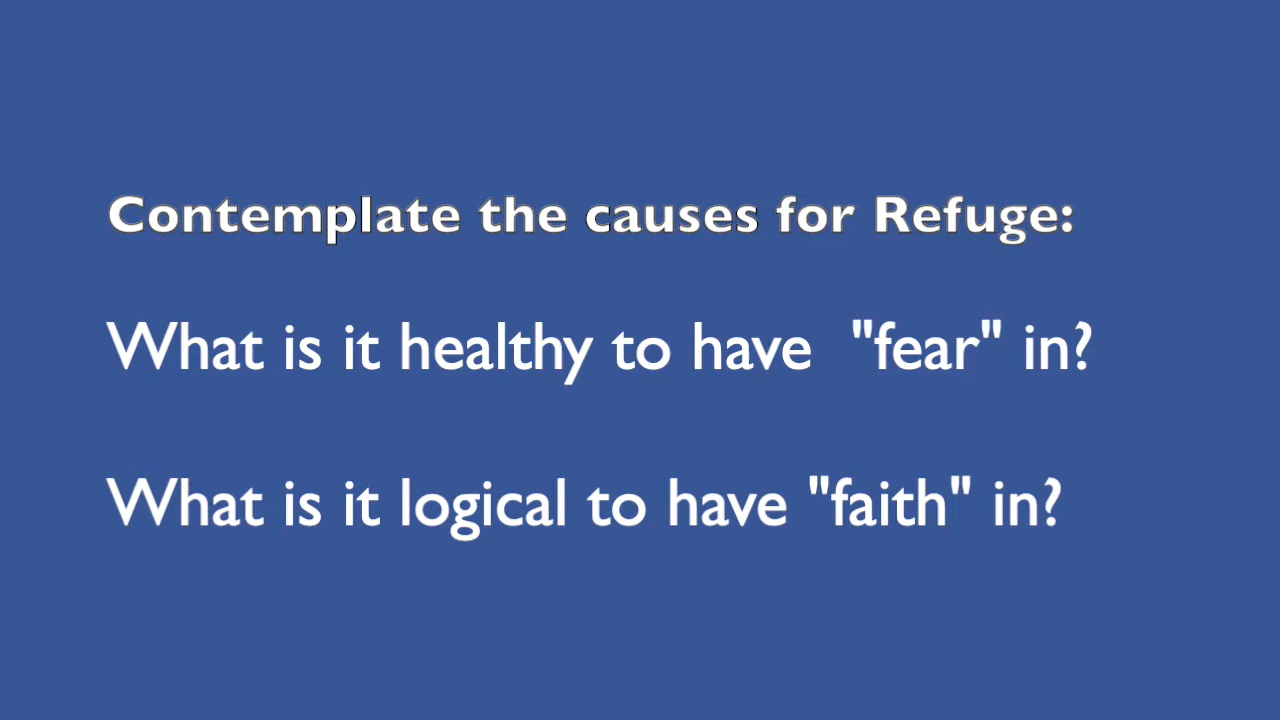 Contemplate the causes for Refuge:
What is it healthy to have  "fear" in?
What is it logical to have "faith" in?